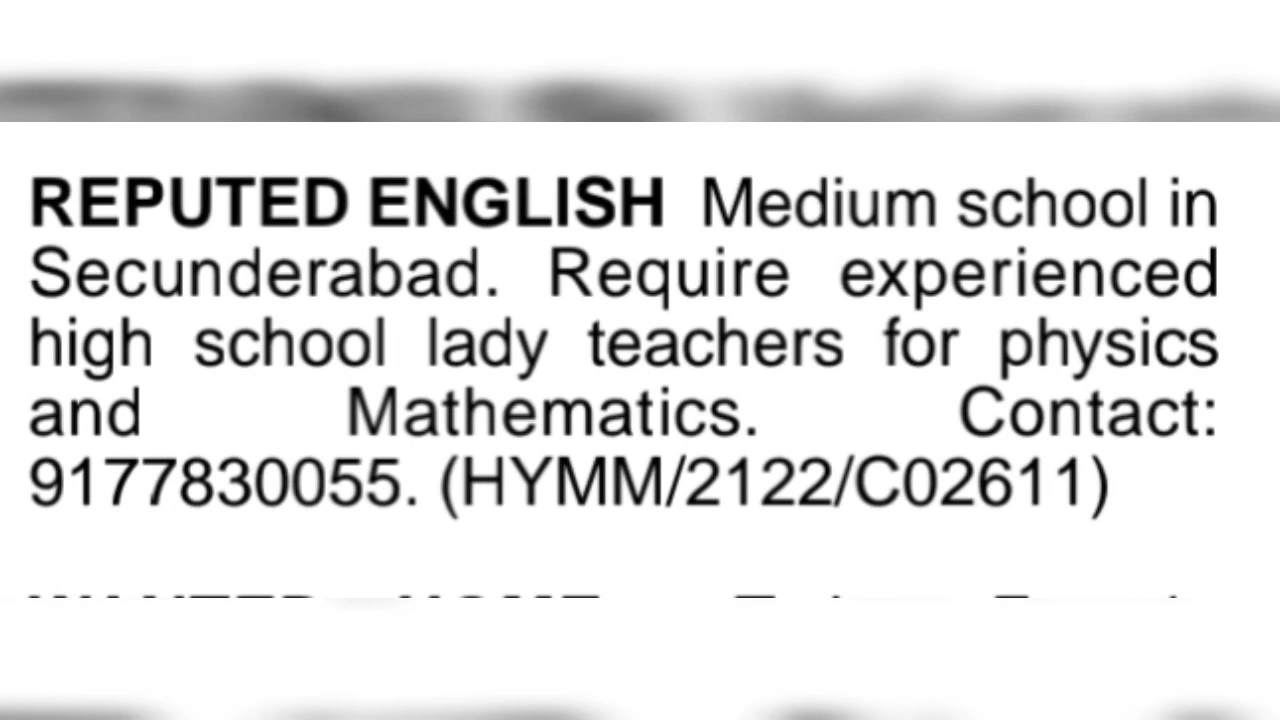 REPUTED ENGLISH Medium school in
Secunderabad. Require experienced
high school lady teachers for physics
and Mathematics. Contact:
9177830055. (HYMM/2122/C02611)